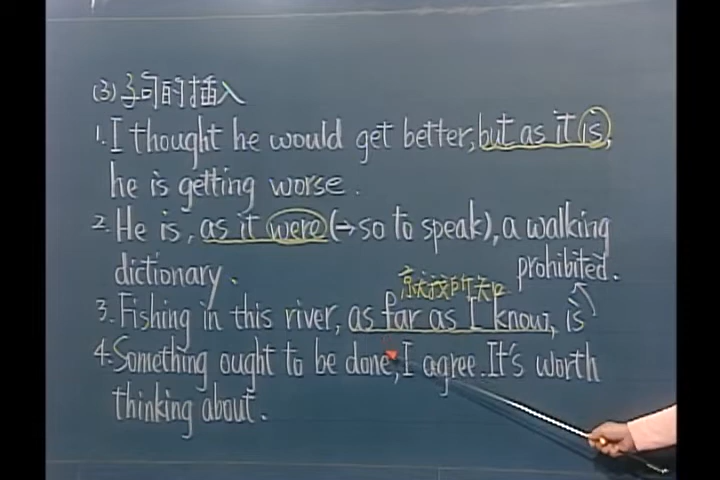 (3)子句的插入
1. I thought he would get better, but as it is,
he is getting worse.
2. He is, as it were (→so to speak), a walking
dictionary.
prohibited.
就我所知
3. Fishing in this river, as far as I know, is
4. Something ought to be done, I agree. It's worth
thinking about.